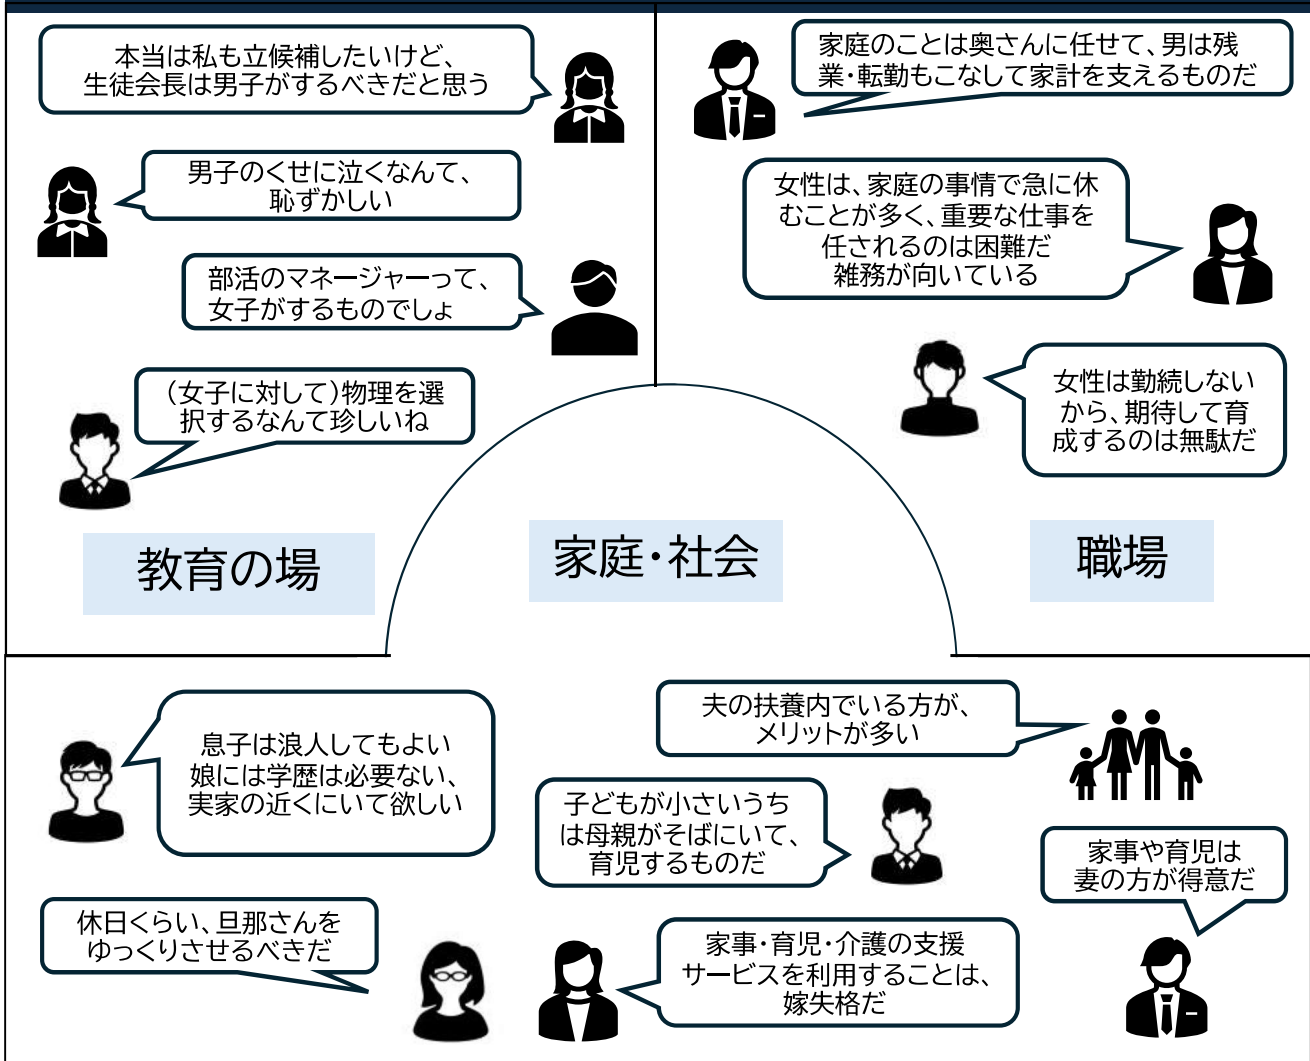 本当は私も立候補したいけど、
生徒会長は男子がするべきだと思う
男子のくせに泣くなんて、
恥ずかしい
部活のマネージャーって、
女子がするものでしょ
（女子に対して）物理を選
択するなんて珍しいね
教育の場
家庭のことは奥さんに任せて、男は残
業・転勤もこなして家計を支えるものだ
女性は、家庭の事情で急に休
むことが多く、重要な仕事を
任されるのは困難だ
雑務が向いている
女性は勤続しない
から、期待して育
成するのは無駄だ
職場
家庭・社会
息子は浪人してもよい
娘には学歴は必要ない、
実家の近くにいて欲しい
夫の扶養内でいる方が、
メリットが多い
子どもが小さいうち
は母親がそばにいて、
育児するものだ
家事や育児は
妻の方が得意だ
休日くらい、旦那さんを
ゆっくりさせるべきだ
家事・育児・介護の支援
サービスを利用することは、
嫁失格だ